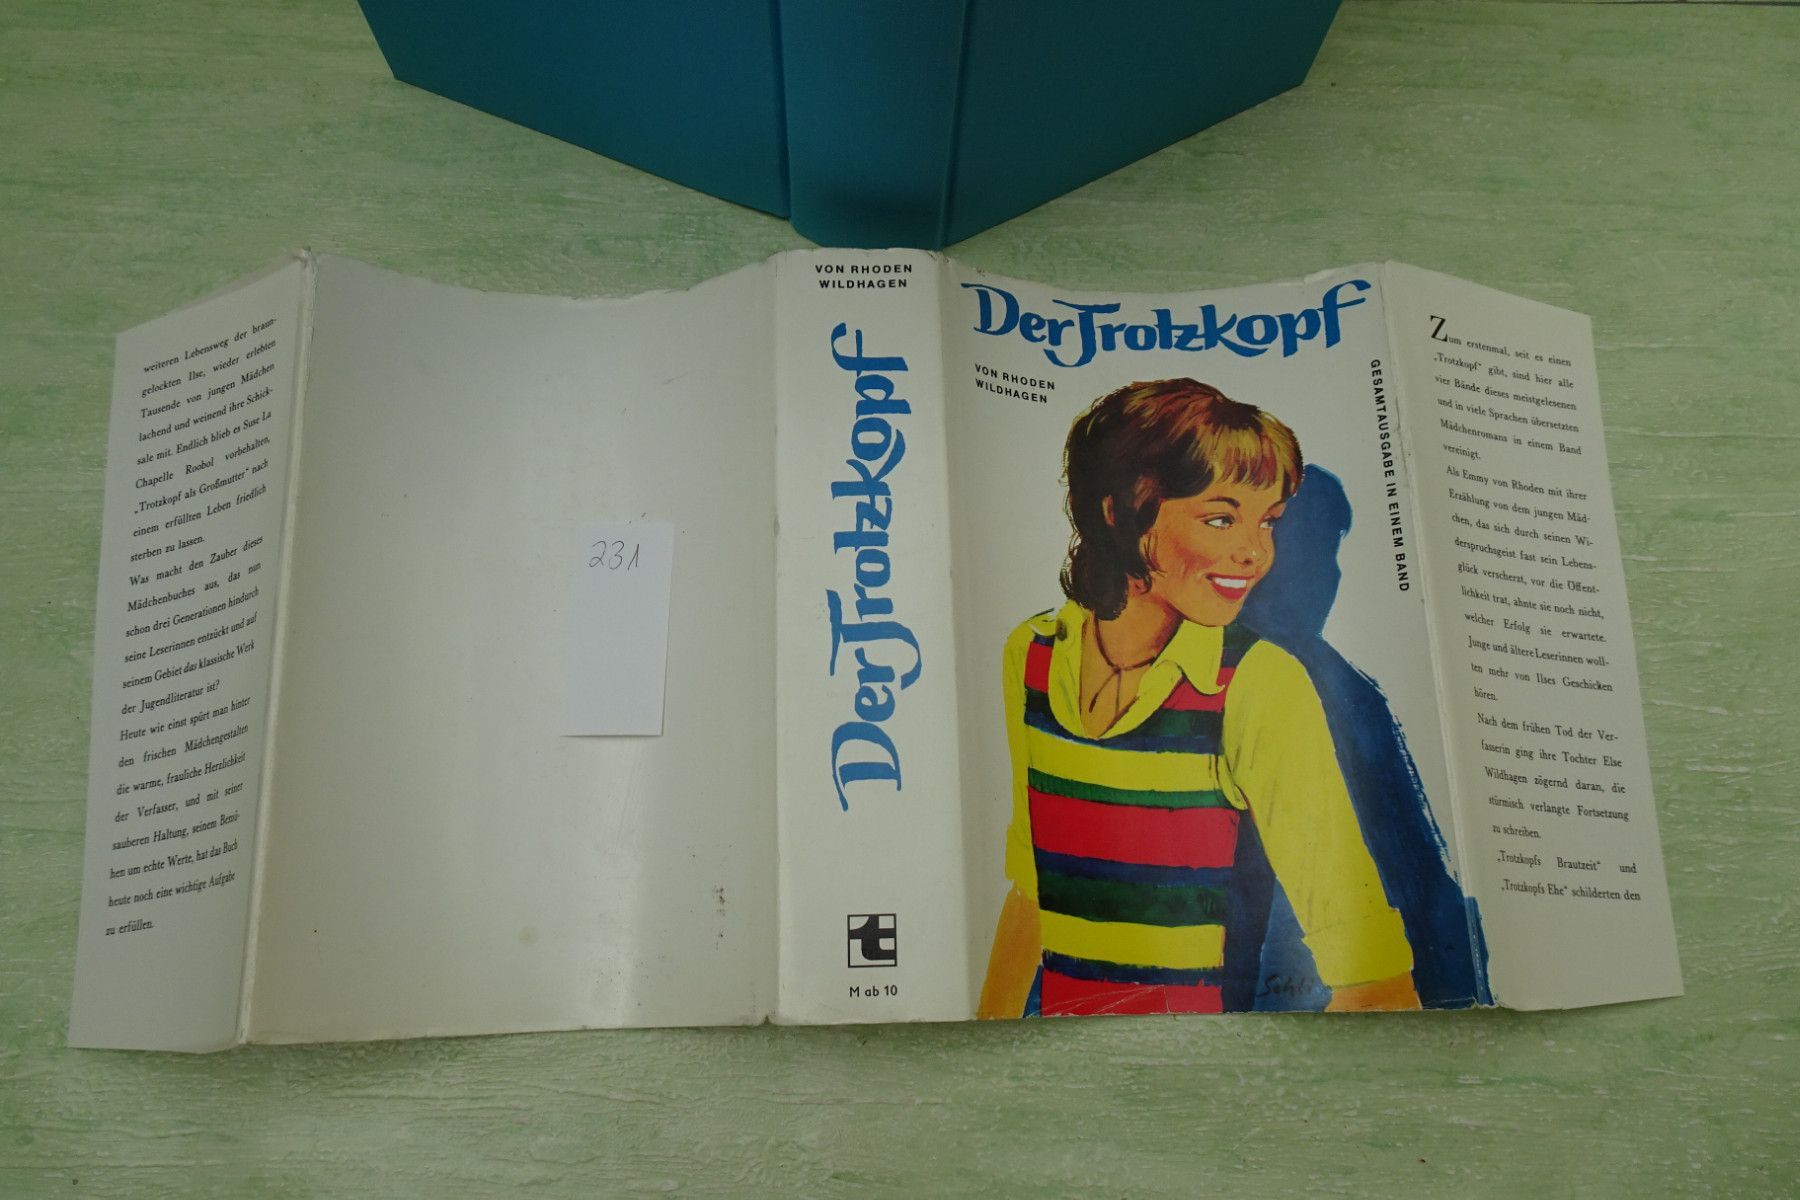 weiteren Lebensweg der braun-
gelockten Ilse, wieder erlebten
Tausende von jungen Mädchen
lachend und weinend ihre Schick-
sale mit. Endlich blieb es Suse La
Chapelle Roobol vorbehalten,
„Trotzkopf als Großmutter" nach
einem erfüllten Leben friedlich
sterben zu lassen.
Was macht den Zauber dieses
Mädchenbuches aus, das nun
schon drei Generationen hindurch
seine Leserinnen entzückt und auf
seinem Gebiet das klassische Werk
der Jugendliteratur ist?
Heute wie einst spürt man hinter
den frischen Mädchengestalten
die warme, frauliche Herzlichkeit
der Verfasser, und mit seiner
sauberen Haltung, seinem Bemü-
hen um echte Werte, hat das Buch
heute noch eine wichtige Aufgabe
zu erfüllen.
231
VON RHODEN
WILDHAGEN
Der Trotzkopf
t
M ab 10
Der Trotzkopf
VON RHODEN
WILDHAGEN
GESAMTAUSGABE IN EINEM BAND
Zum erstenmal, seit es einen
„Trotzkopf" gibt, sind hier alle
vier Bände dieses meistgelesenen
und in viele Sprachen übersetzten
Mädchenromans in einem Band
vereinigt.
Als Emmy von Rhoden mit ihrer
Erzählung von dem jungen Mäd-
chen, das sich durch seinen Wi-
derspruchsgeist fast sein Lebens-
glück verscherzt, vor die Öffent-
lichkeit trat, ahnte sie noch nicht,
welcher Erfolg sie erwartete.
Junge und ältere Leserinnen woll-
ten mehr von Ilses Geschicken
hören.
Nach dem frühen Tod der Ver-
fasserin ging ihre Tochter Else
Wildhagen zögernd daran, die
stürmisch verlangte Fortsetzung
zu schreiben.
„Trotzkopfs Brautzeit" und
„Trotzkopfs Ehe" schilderten den